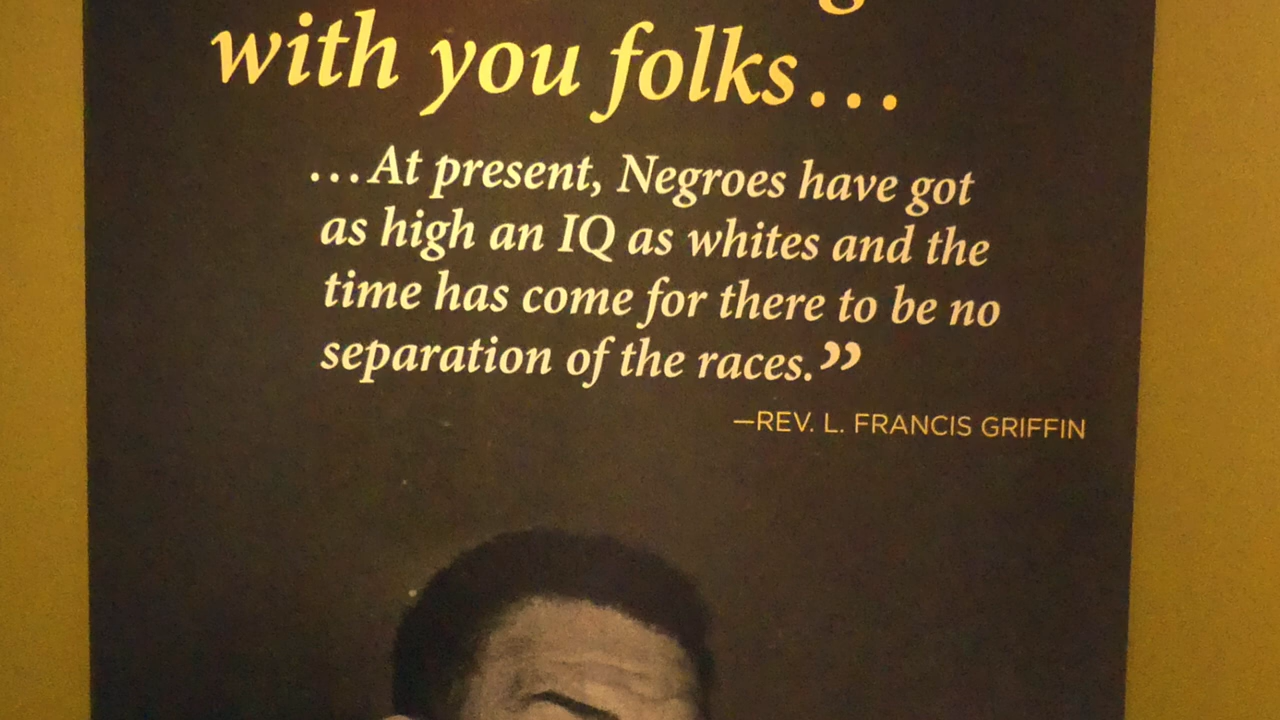 with you folks...
...At present, Negroes have got
as high an IQ as whites and the
time has come for there to be no
separation of the races.”
—REV. L. FRANCIS GRIFFIN